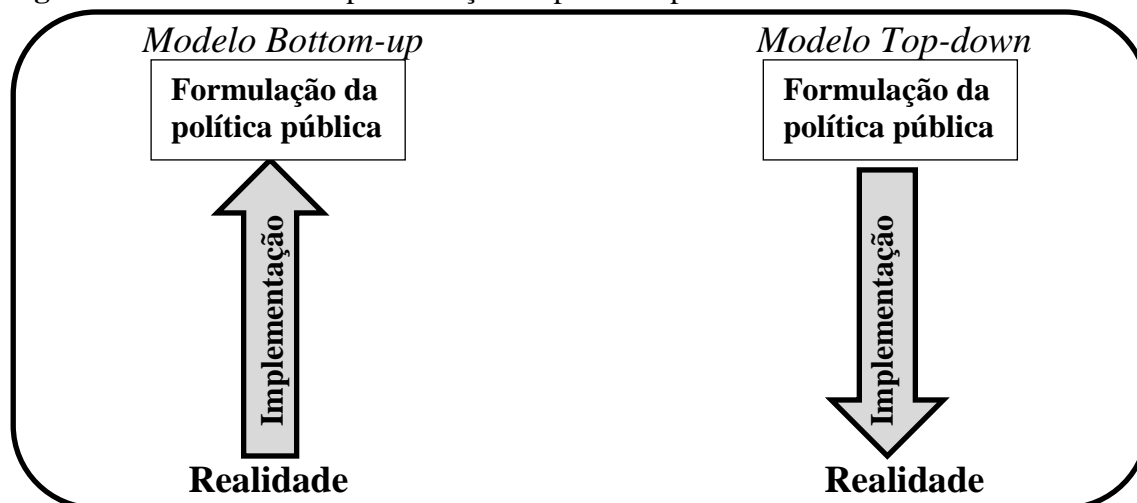 Modelo Bottom-up
Formulação da
política pública
Implementação
Realidade
Modelo Top-down
Formulação da
política pública
Implementação
Realidade